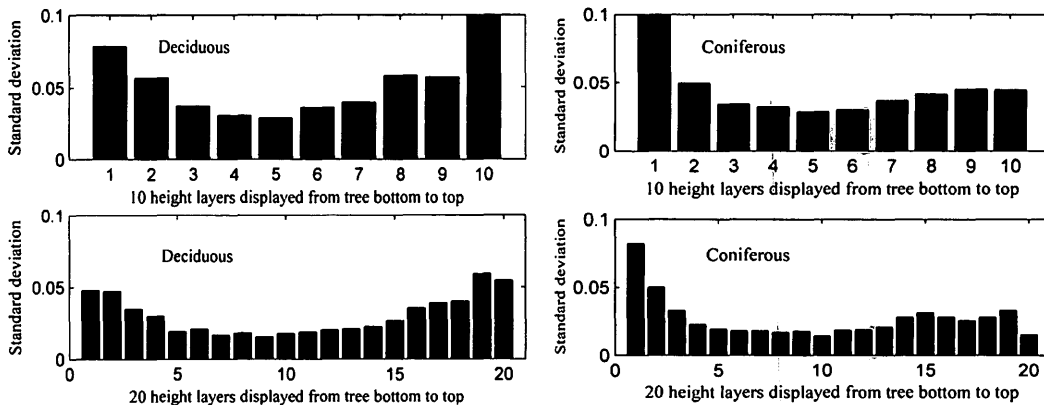 0.1
0.05
0
Standard deviation
Deciduous
1 2 3 4 5 6 7 8 9 10
10 height layers displayed from tree bottom to top
0.1
0.05
0
Standard deviation
Coniferous
1 2 3 4 5 6 7 8 9 10
10 height layers displayed from tree bottom to top
0.1
0.05
0
Standard deviation
Deciduous
0 5 10 15 20
20 height layers displayed from tree bottom to top
0.1
0.05
0
Standard deviation
Coniferous
0 5 10 15 20
20 height layers displayed from tree bottom to top